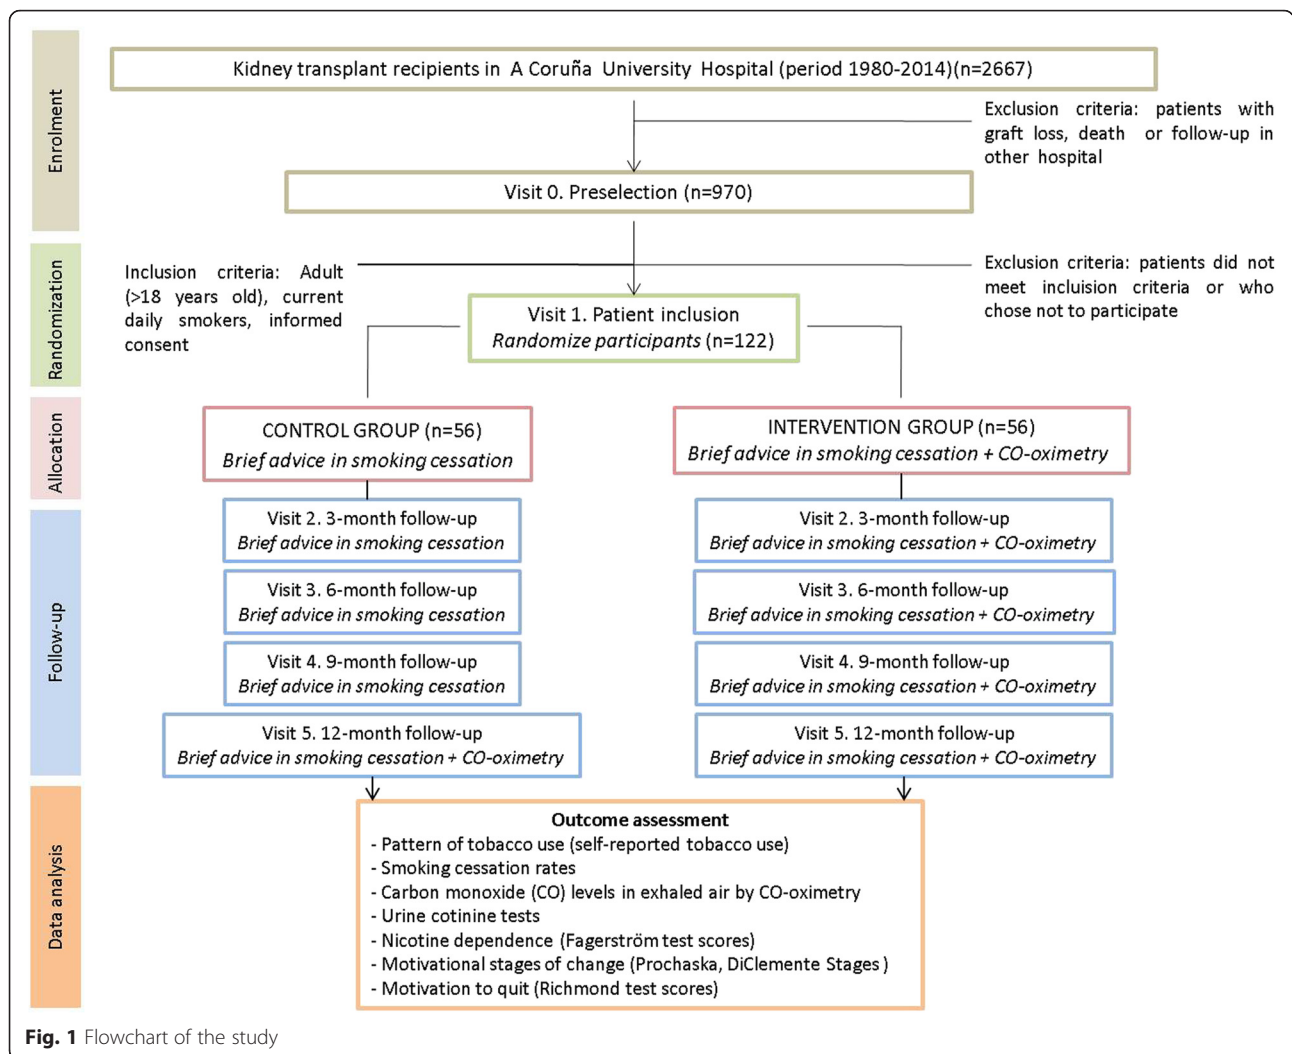 Enrolment
Kidney transplant recipients in A Coruña University Hospital (period 1980-2014)(n=2667)
Exclusion criteria: patients with
graft loss, death or follow-up in
other hospital
Visit 0. Preselection (n=970)
Randomization
Inclusion criteria: Adult
(>18 years old), current
daily smokers, informed
consent
Exclusion criteria: patients did not
meet incluision criteria or who
chose not to participate
Visit 1. Patient inclusion
Randomize participants (n=122)
Allocation
CONTROL GROUP (n=56)
Brief advice in smoking cessation
INTERVENTION GROUP (n=56)
Brief advice in smoking cessation + CO-oximetry
Follow-up
Visit 2. 3-month follow-up
Brief advice in smoking cessation
Visit 2. 3-month follow-up
Brief advice in smoking cessation + CO-oximetry
Visit 3. 6-month follow-up
Brief advice in smoking cessation
Visit 3. 6-month follow-up
Brief advice in smoking cessation + CO-oximetry
Visit 4. 9-month follow-up
Brief advice in smoking cessation
Visit 4. 9-month follow-up
Brief advice in smoking cessation + CO-oximetry
Visit 5. 12-month follow-up
Brief advice in smoking cessation + CO-oximetry
Visit 5. 12-month follow-up
Brief advice in smoking cessation + CO-oximetry
Data analysis
Outcome assessment
- Pattern of tobacco use (self-reported tobacco use)
- Smoking cessation rates
- Carbon monoxide (CO) levels in exhaled air by CO-oximetry
- Urine cotinine tests
- Nicotine dependence (Fagerström test scores)
- Motivational stages of change (Prochaska, DiClemente Stages )
- Motivation to quit (Richmond test scores)
Fig. 1 Flowchart of the study